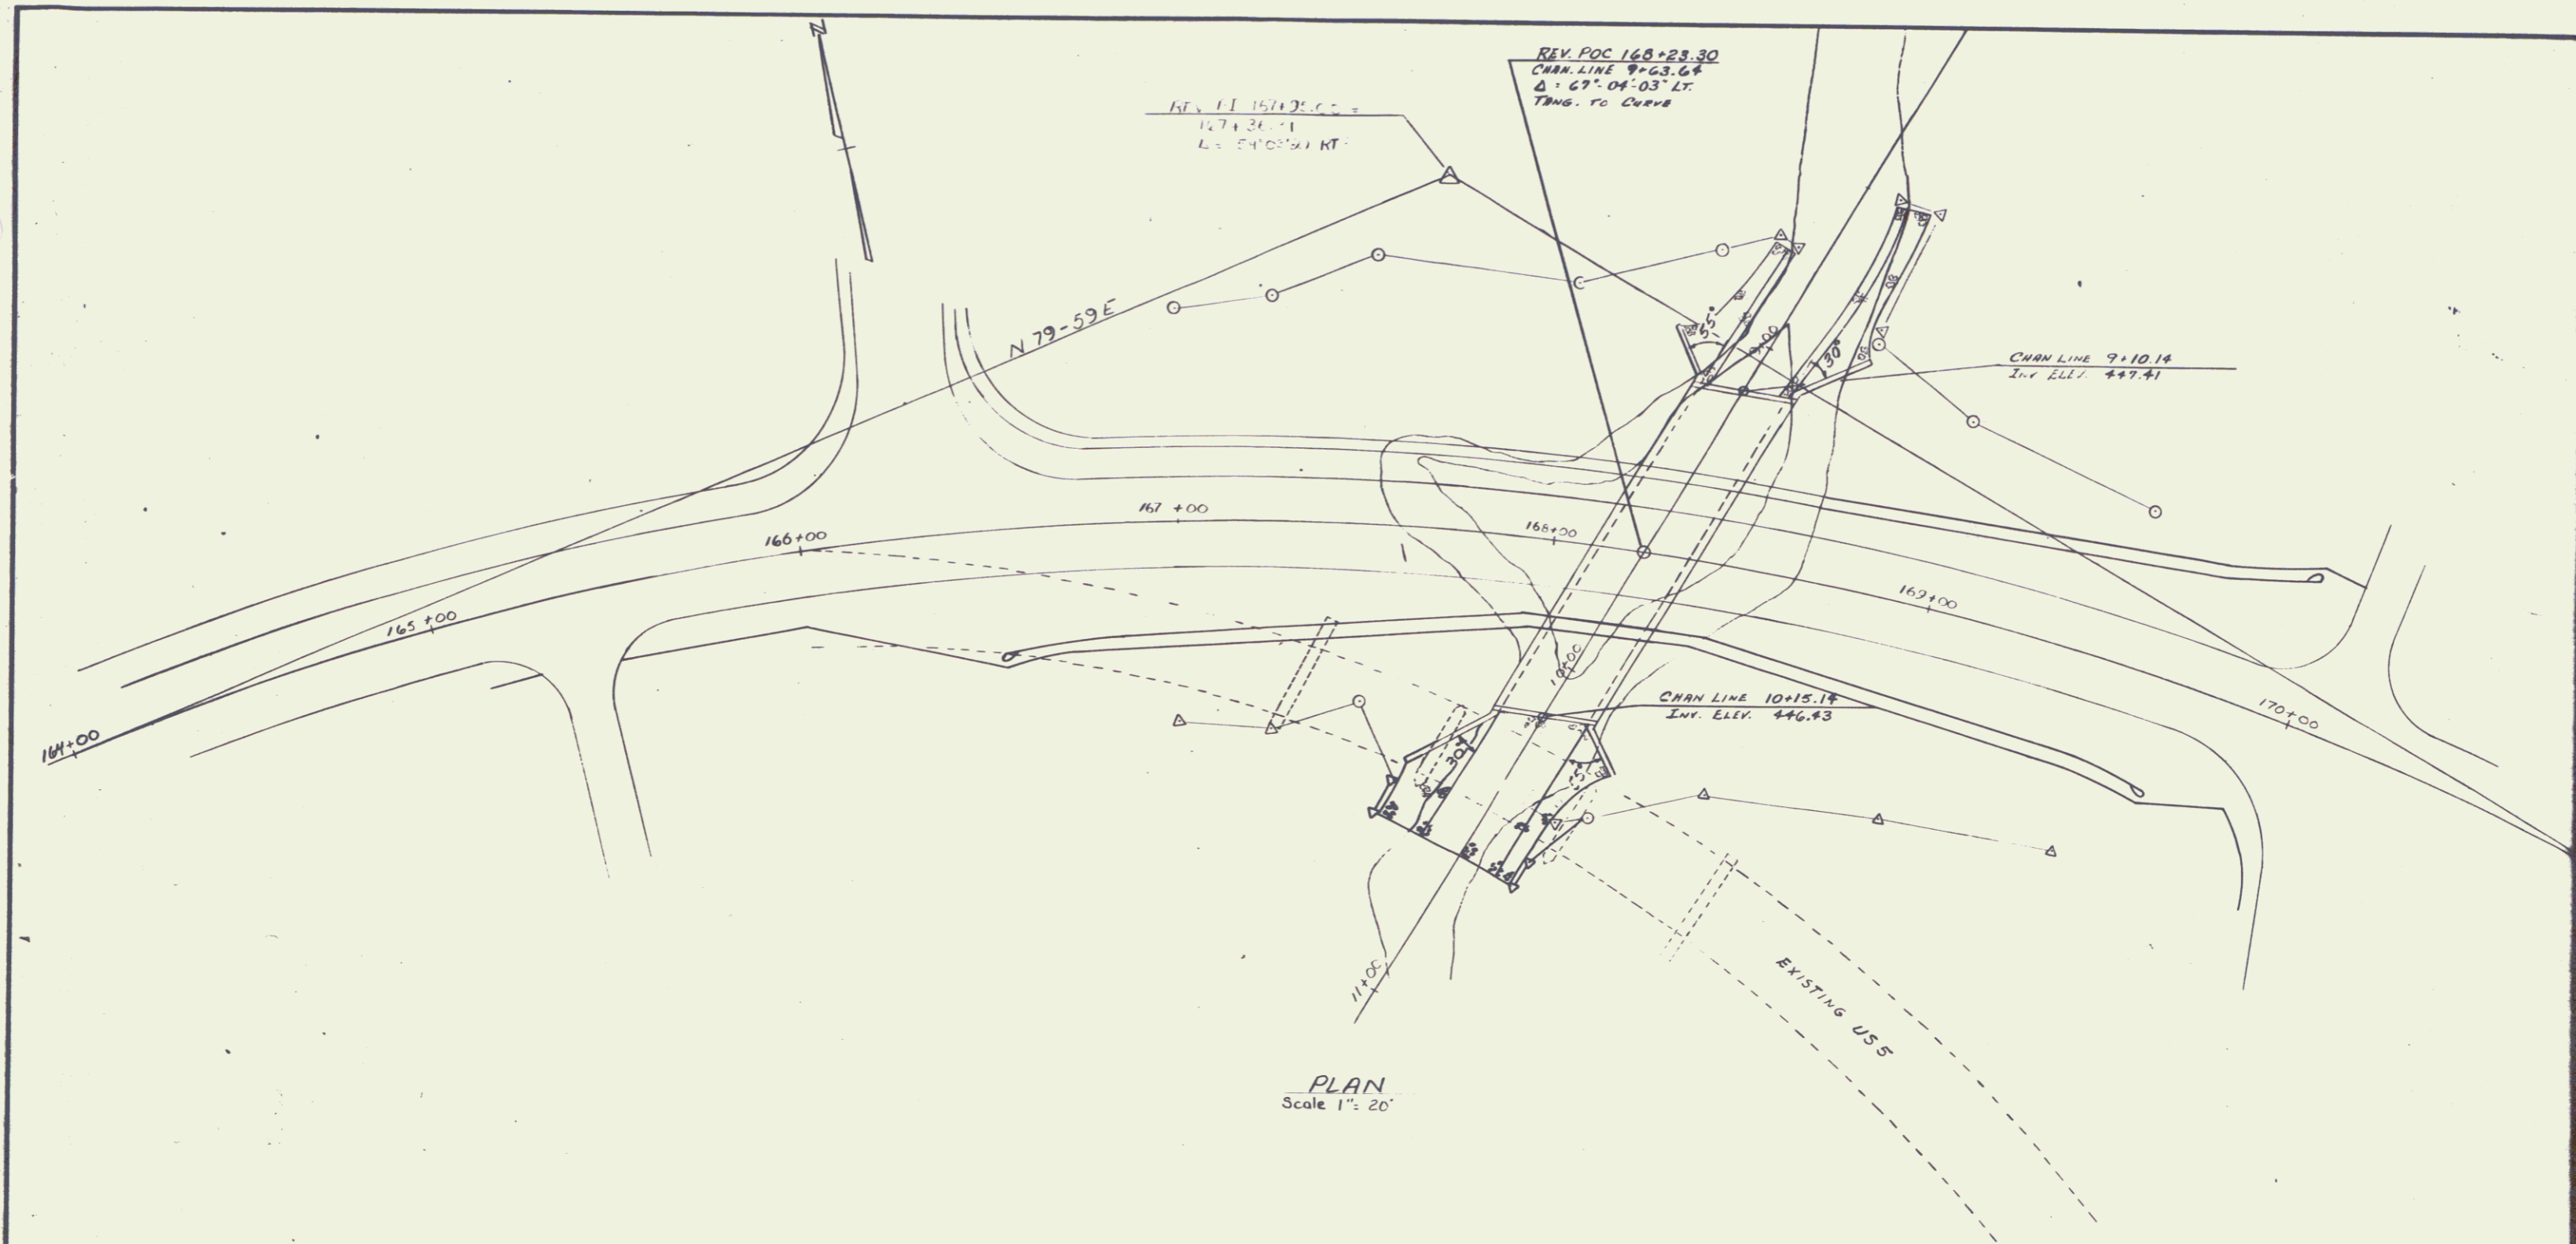 N
REV. POC 168+23.30
CHAN. LINE 9+63.64
Δ = 67°-04'-03" LT.
TANG. TO CURVE
N 79-59E
55°
9+00
30°
CHAN LINE 9+10.14
INV ELEV. 447.41
164+00
165+00
166+00
167+00
168+00
169+00
170+00
10+00
CHAN LINE 10+15.14
INV. ELEV. 446.43
30°
11+00
EXISTING US 5
PLAN
Scale 1" = 20'